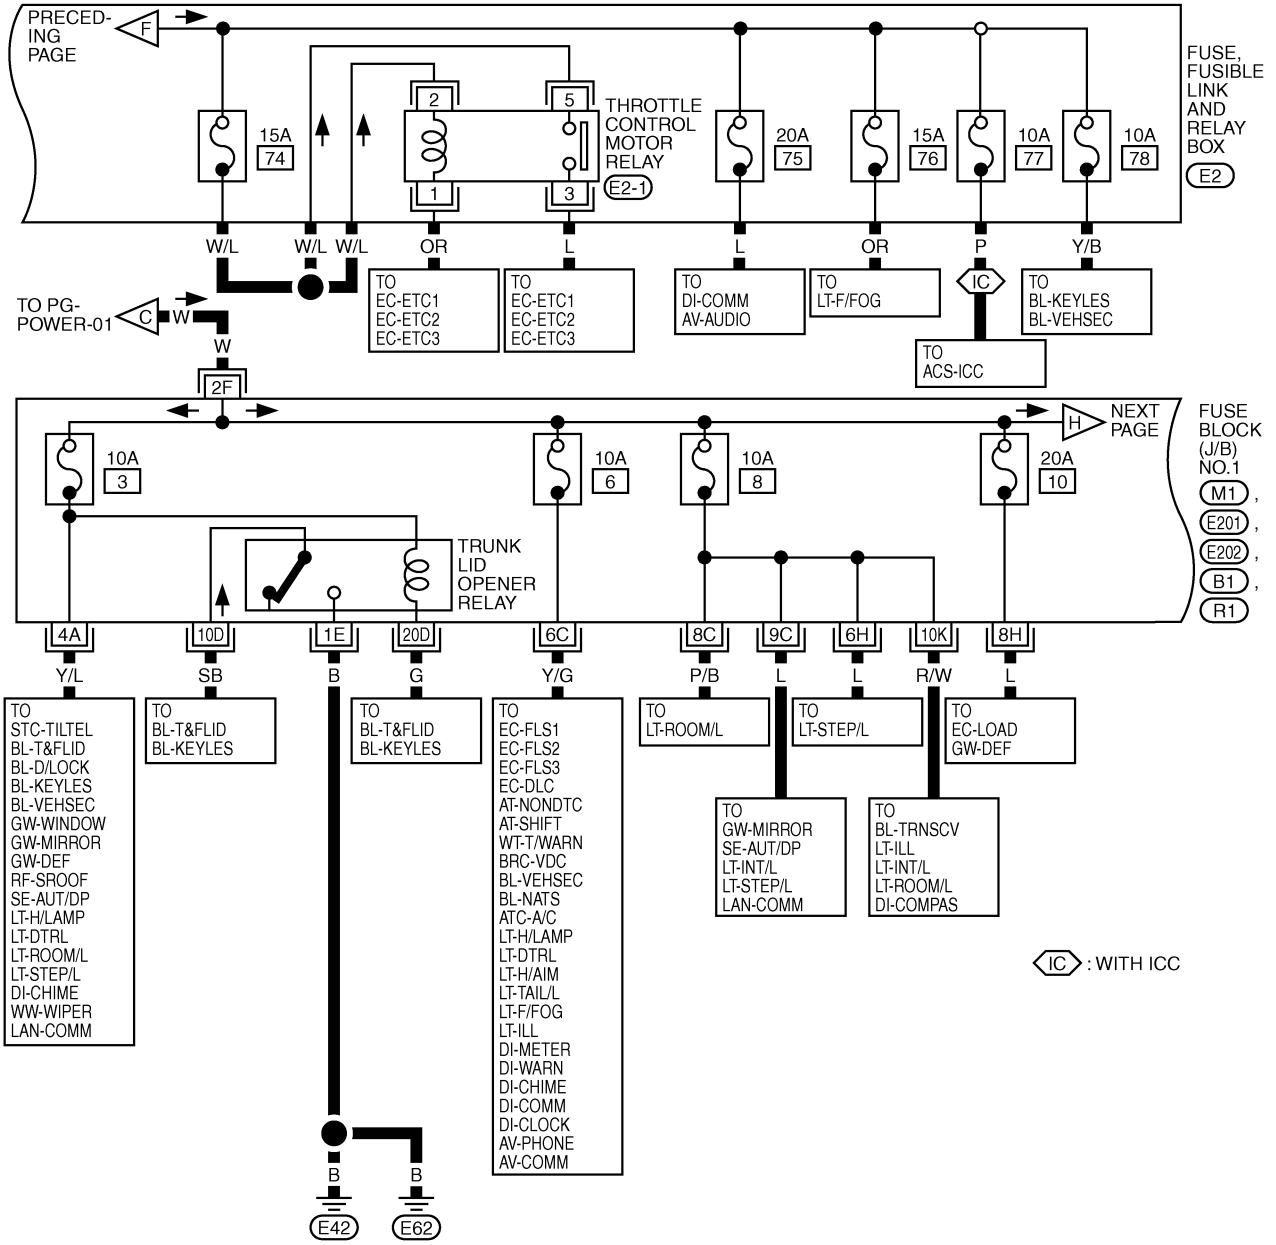 PRECED-
ING
PAGE
F
15A
74
2
5
1
3
THROTTLE
CONTROL
MOTOR
RELAY
E2-1
20A
75
15A
76
10A
77
10A
78
FUSE,
FUSIBLE
LINK
AND
RELAY
BOX
E2
W/L
W/L
W/L
OR
L
L
OR
P
Y/B
TO
EC-ETC1
EC-ETC2
EC-ETC3
TO
EC-ETC1
EC-ETC2
EC-ETC3
TO
DI-COMM
AV-AUDIO
TO
LT-F/FOG
IC
TO
ACS-ICC
TO
BL-KEYLES
BL-VEHSEC
TO PG-
POWER-01
C
W
W
2F
H
NEXT
PAGE
FUSE
BLOCK
(J/B)
NO.1
M1 ,
E201 ,
E202 ,
B1 ,
R1
10A
3
10A
6
10A
8
20A
10
TRUNK
LID
OPENER
RELAY
4A
10D
1E
20D
6C
8C
9C
6H
10K
8H
Y/L
SB
B
G
Y/G
P/B
L
L
R/W
L
TO
STC-TILTEL
BL-T&FLID
BL-D/LOCK
BL-KEYLES
BL-VEHSEC
GW-WINDOW
GW-MIRROR
GW-DEF
RF-SROOF
SE-AUT/DP
LT-H/LAMP
LT-DTRL
LT-ROOM/L
LT-STEP/L
DI-CHIME
WW-WIPER
LAN-COMM
TO
BL-T&FLID
BL-KEYLES
TO
BL-T&FLID
BL-KEYLES
TO
EC-FLS1
EC-FLS2
EC-FLS3
EC-DLC
AT-NONDTC
AT-SHIFT
WT-T/WARN
BRC-VDC
BL-VEHSEC
BL-NATS
ATC-A/C
LT-H/LAMP
LT-DTRL
LT-H/AIM
LT-TAIL/L
LT-F/FOG
LT-ILL
DI-METER
DI-WARN
DI-CHIME
DI-COMM
DI-CLOCK
AV-PHONE
AV-COMM
TO
LT-ROOM/L
TO
GW-MIRROR
SE-AUT/DP
LT-INT/L
LT-STEP/L
LAN-COMM
TO
LT-STEP/L
TO
BL-TRNSCV
LT-ILL
LT-INT/L
LT-ROOM/L
DI-COMPAS
TO
EC-LOAD
GW-DEF
IC : WITH ICC
B
B
E42
E62